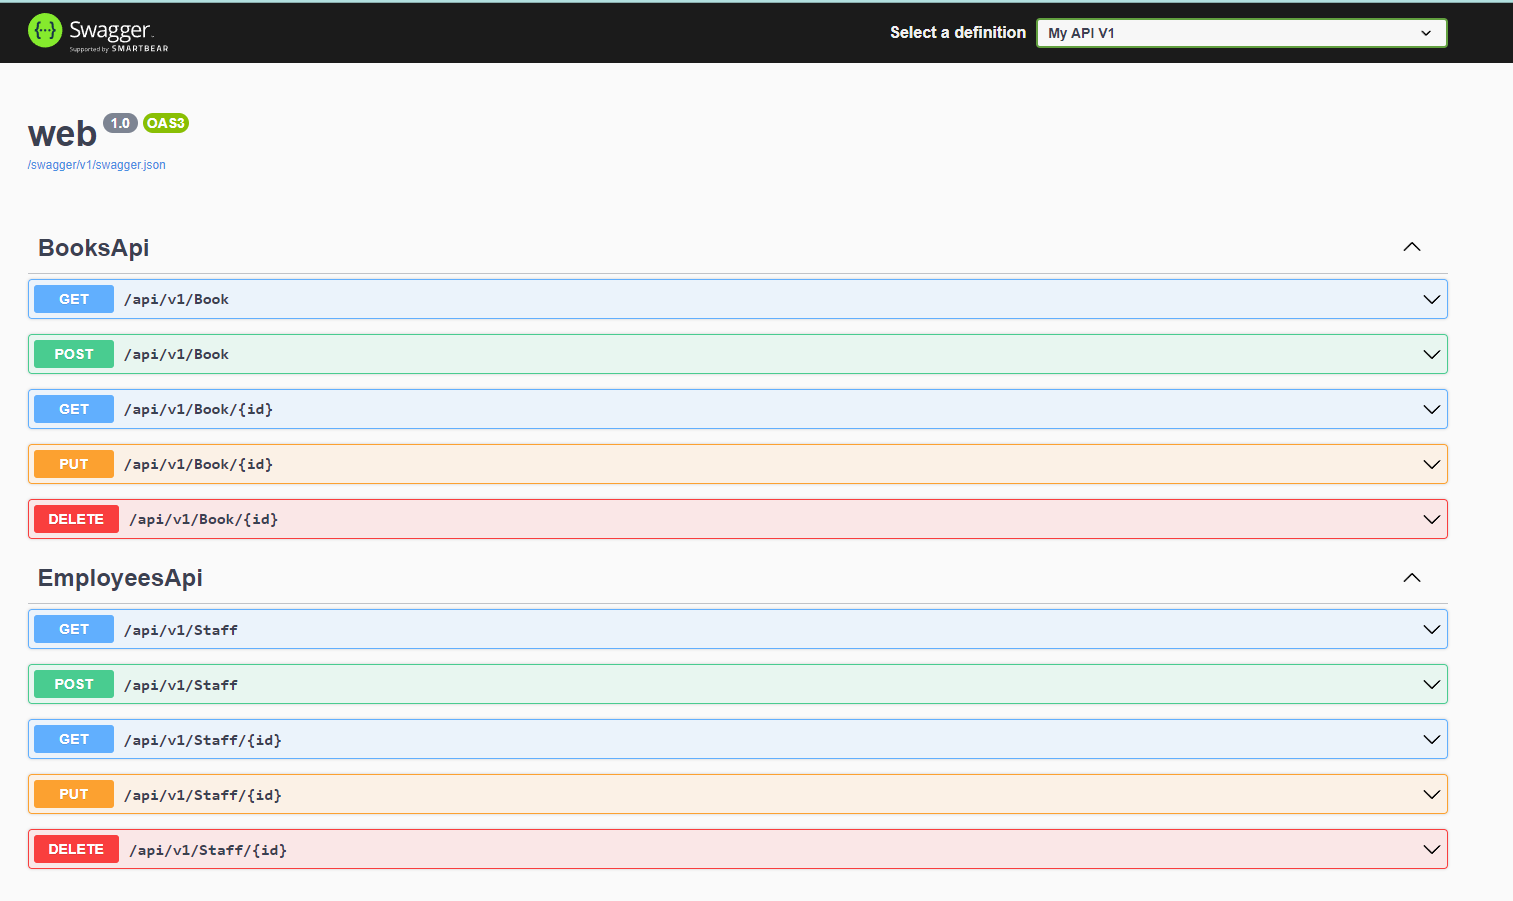 Swagger
Supported by SMARTBEAR
Select a definition
My API V1
web 1.0 OAS3
/swagger/v1/swagger.json
BooksApi
GET /api/v1/Book
POST /api/v1/Book
GET /api/v1/Book/{id}
PUT /api/v1/Book/{id}
DELETE /api/v1/Book/{id}
EmployeesApi
GET /api/v1/Staff
POST /api/v1/Staff
GET /api/v1/Staff/{id}
PUT /api/v1/Staff/{id}
DELETE /api/v1/Staff/{id}